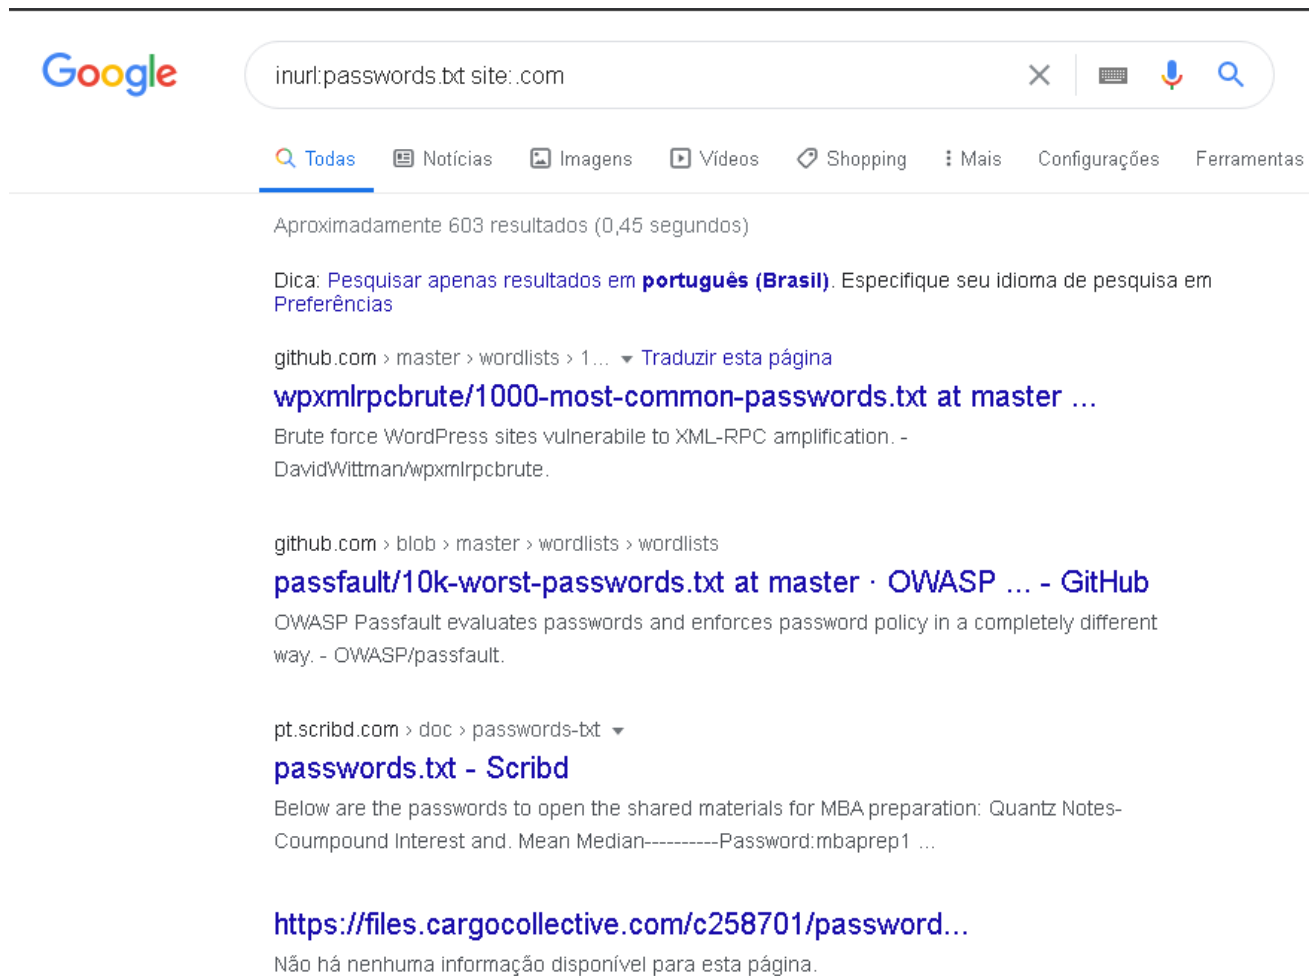 Google
inurl:passwords.txt site:.com
Todas Notícias Imagens Vídeos Shopping Mais Configurações Ferramentas
Aproximadamente 603 resultados (0,45 segundos)
Dica: Pesquisar apenas resultados em português (Brasil). Especifique seu idioma de pesquisa em
Preferências
github.com › master › wordlists › 1... Traduzir esta página
wpxmlrpcbrute/1000-most-common-passwords.txt at master ...
Brute force WordPress sites vulnerabile to XML-RPC amplification. -
DavidWittman/wpxmlrpcbrute.
github.com › blob › master › wordlists › wordlists
passfault/10k-worst-passwords.txt at master · OWASP ... - GitHub
OWASP Passfault evaluates passwords and enforces password policy in a completely different
way. - OWASP/passfault.
pt.scribd.com › doc › passwords-txt
passwords.txt - Scribd
Below are the passwords to open the shared materials for MBA preparation: Quantz Notes-
Coumpound Interest and. Mean Median----------Password:mbaprep1 ...
https://files.cargocollective.com/c258701/password...
Não há nenhuma informação disponível para esta página.